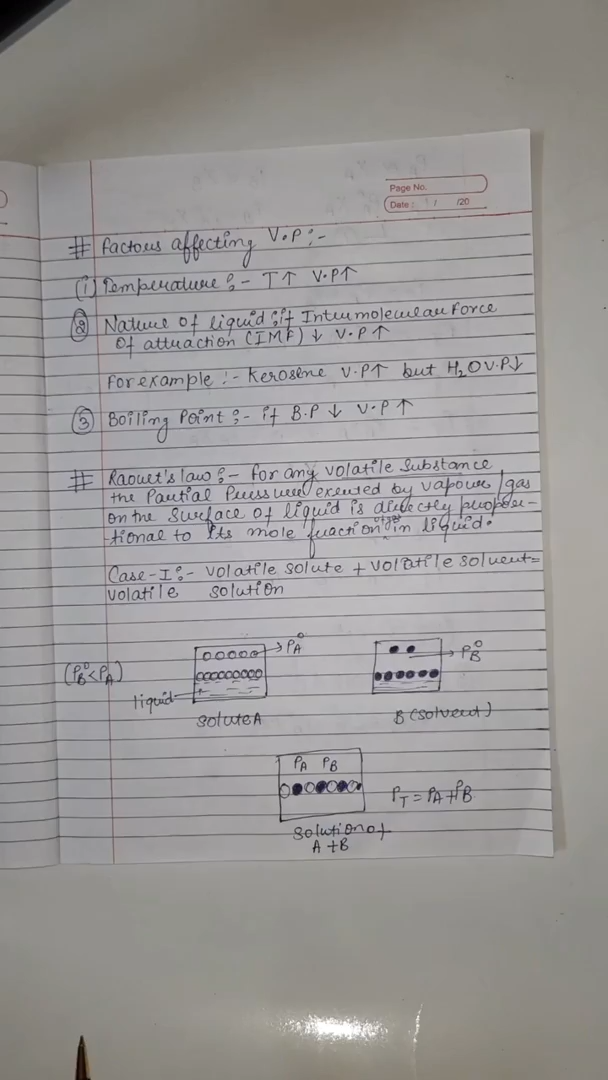 Page No.
Date : / /20
# Factors affecting V.P :-
(i) Temperature :- T↑ V.P↑
② Nature of liquid :- if Intermolecular Force
of attraction (IMF) ↓ V.P ↑
For example :- Kerosene V.P↑ but H₂O V.P↓
③ Boiling Point :- if B.P ↓ V.P ↑
# Raoult's law :- for any volatile substance
the Partial Pressure exerted by vapour/gas
on the surface of liquid is directly propor-
-tional to its mole fraction in liquid.
Case-I :- volatile solute + volatile solvent =
volatile solution
P°A
P°B
(P°B < P°A)
liquid
solute A
B (solvent)
PA PB
PT = PA + PB
solution of
A + B